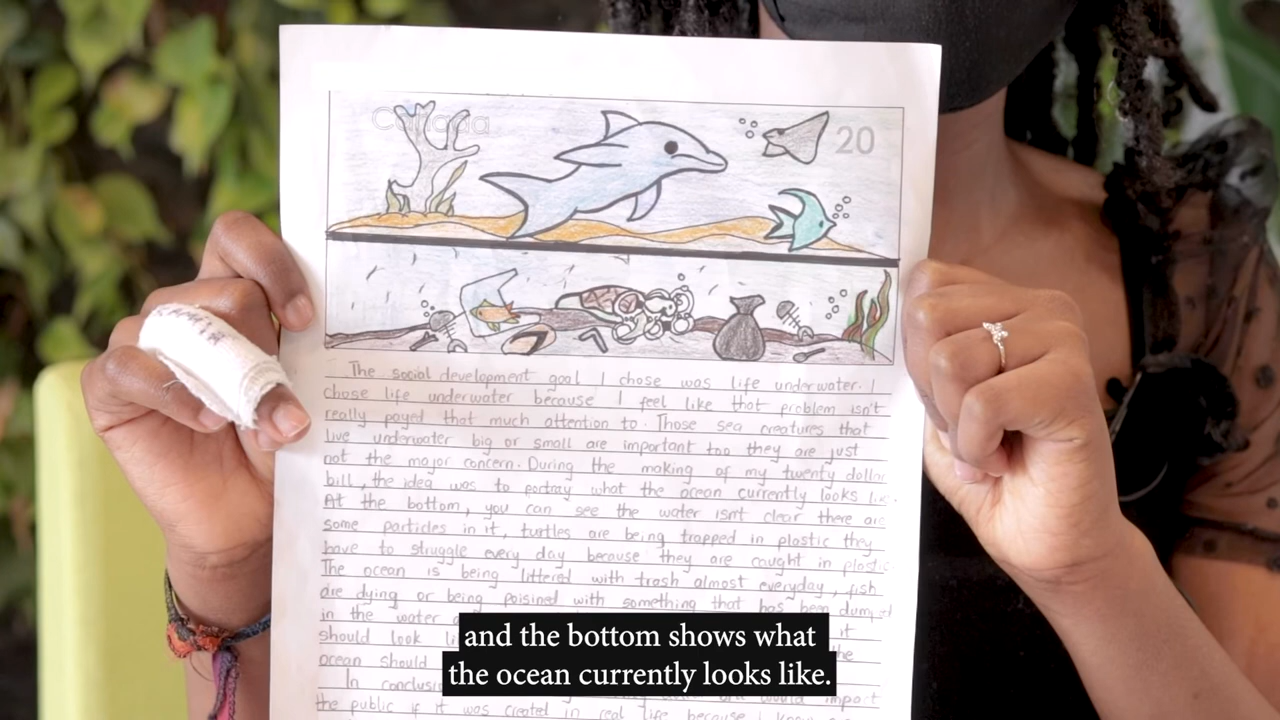 Canada
20
The social development goal I chose was life underwater. I
chose life underwater because I feel like that problem isn't
really payed that much attention to. Those sea creatures that
live underwater big or small are important too they are just
not the major concern. During the making of my twenty dollar
bill, the idea was to portray what the ocean currently looks
At the bottom, you can see the water isnt clear there are
some particles in it, turtles are being trapped in plastic they
have to struggle every day because they are caught in plastic
The ocean is being littered with trash almost everyday, fish
are dying or being poisined with something that has been dumped
in the water
should look it
ocean should the
In would impact
the public if it was created in real life because I know
and the bottom shows what
the ocean currently looks like.